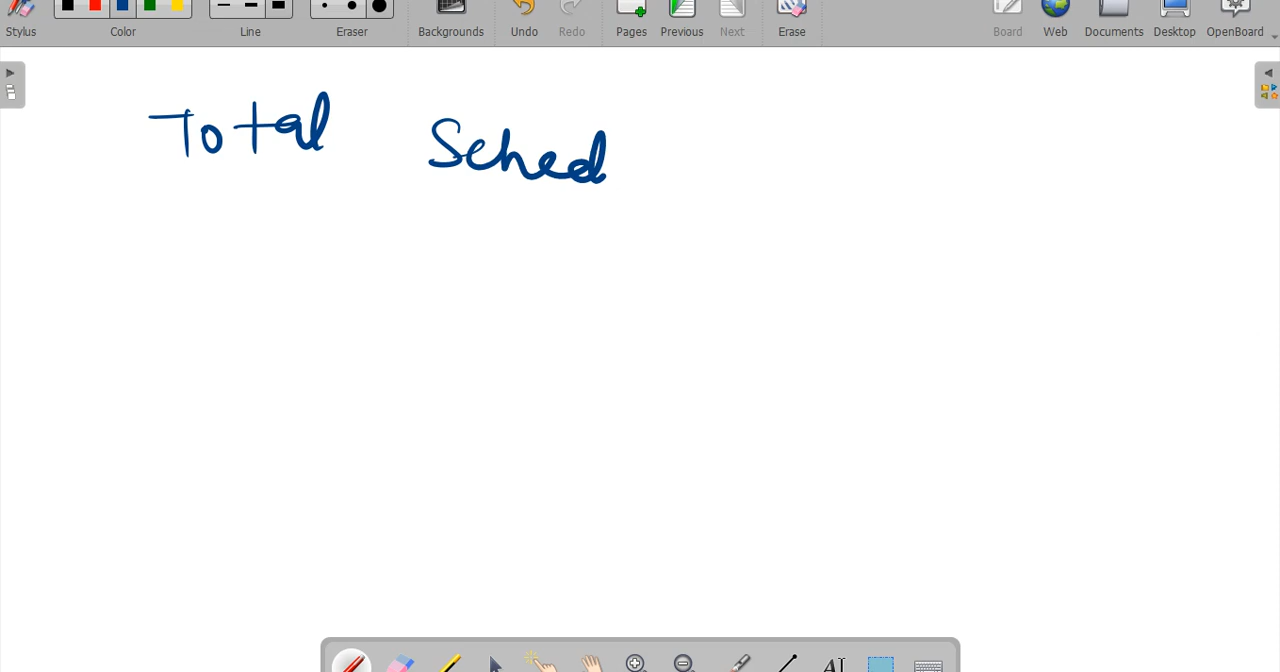 Stylus Color Line Eraser Backgrounds Undo Redo Pages Previous Next Erase Board Web Documents Desktop OpenBoard
Total Sched